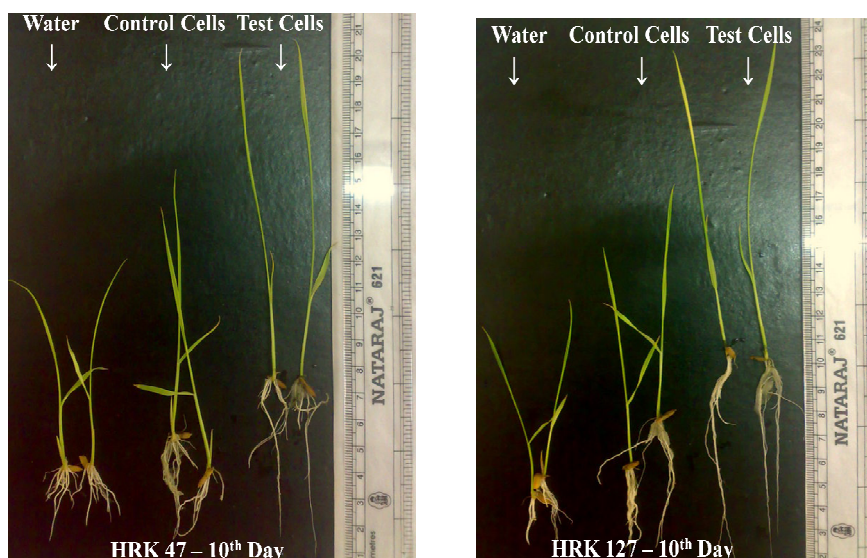 Water Control Cells Test Cells
NATARAJ® 621
HRK 47 – 10th Day
Water Control Cells Test Cells
NATARAJ® 621
HRK 127 – 10th Day